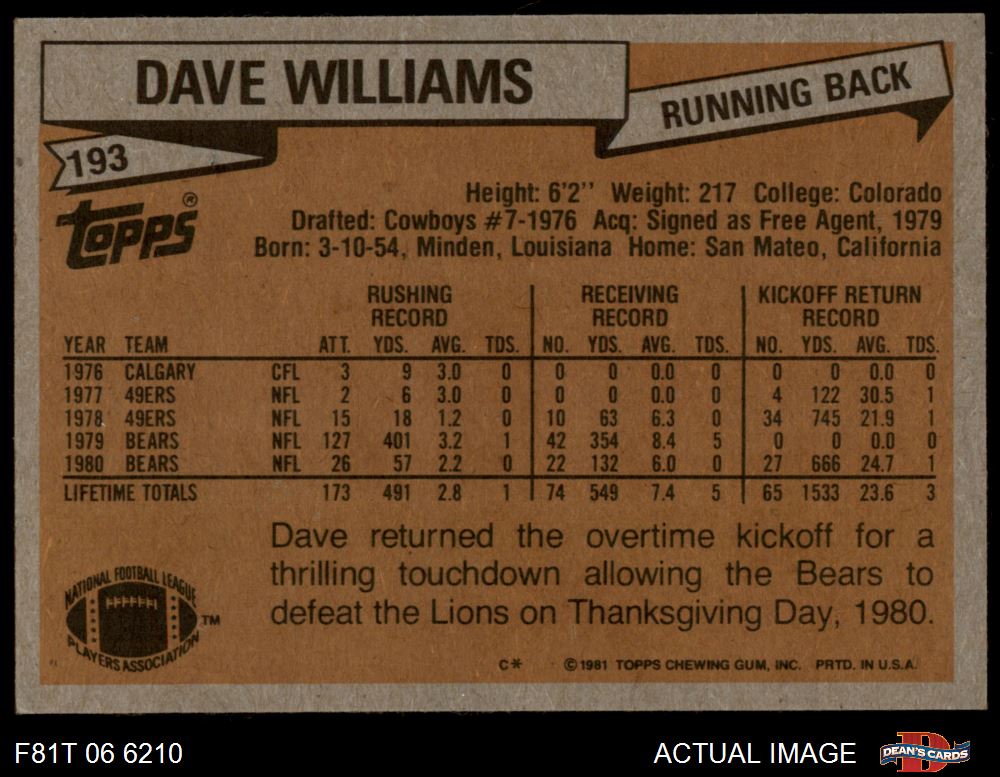 DAVE WILLIAMS
RUNNING BACK
193
TOPPS®
Height: 6'2'' Weight: 217 College: Colorado
Drafted: Cowboys #7-1976 Acq: Signed as Free Agent, 1979
Born: 3-10-54, Minden, Louisiana Home: San Mateo, California
RUSHING RECORD RECEIVING RECORD KICKOFF RETURN RECORD
YEAR TEAM ATT. YDS. AVG. TDS. NO. YDS. AVG. TDS. NO. YDS. AVG. TDS.
1976 CALGARY CFL 3 9 3.0 0 0 0 0.0 0 0 0 0.0 0
1977 49ERS NFL 2 6 3.0 0 0 0 0.0 0 4 122 30.5 1
1978 49ERS NFL 15 18 1.2 0 10 63 6.3 0 34 745 21.9 1
1979 BEARS NFL 127 401 3.2 1 42 354 8.4 5 0 0 0.0 0
1980 BEARS NFL 26 57 2.2 0 22 132 6.0 0 27 666 24.7 1
LIFETIME TOTALS 173 491 2.8 1 74 549 7.4 5 65 1533 23.6 3
Dave returned the overtime kickoff for a
thrilling touchdown allowing the Bears to
defeat the Lions on Thanksgiving Day, 1980.
NATIONAL FOOTBALL LEAGUE
PLAYERS ASSOCIATION
TM
C* ©1981 TOPPS CHEWING GUM, INC. PRTD. IN U.S.A.
F81T 06 6210
ACTUAL IMAGE
D
DEAN'S CARDS